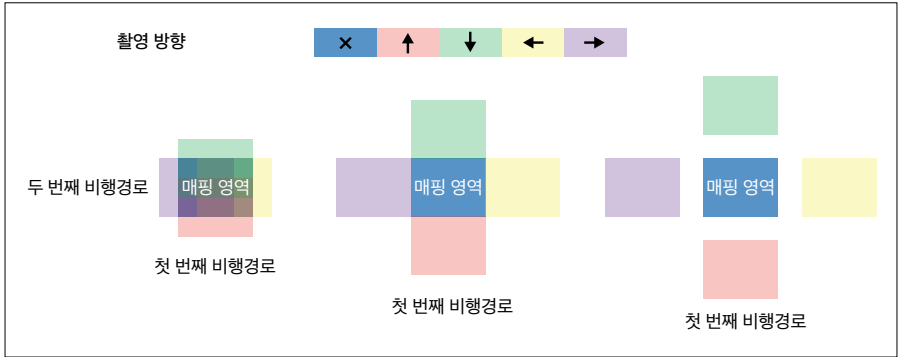 촬영 방향
× ↑ ↓ ← →
두 번째 비행경로
매핑 영역
매핑 영역
매핑 영역
첫 번째 비행경로
첫 번째 비행경로
첫 번째 비행경로